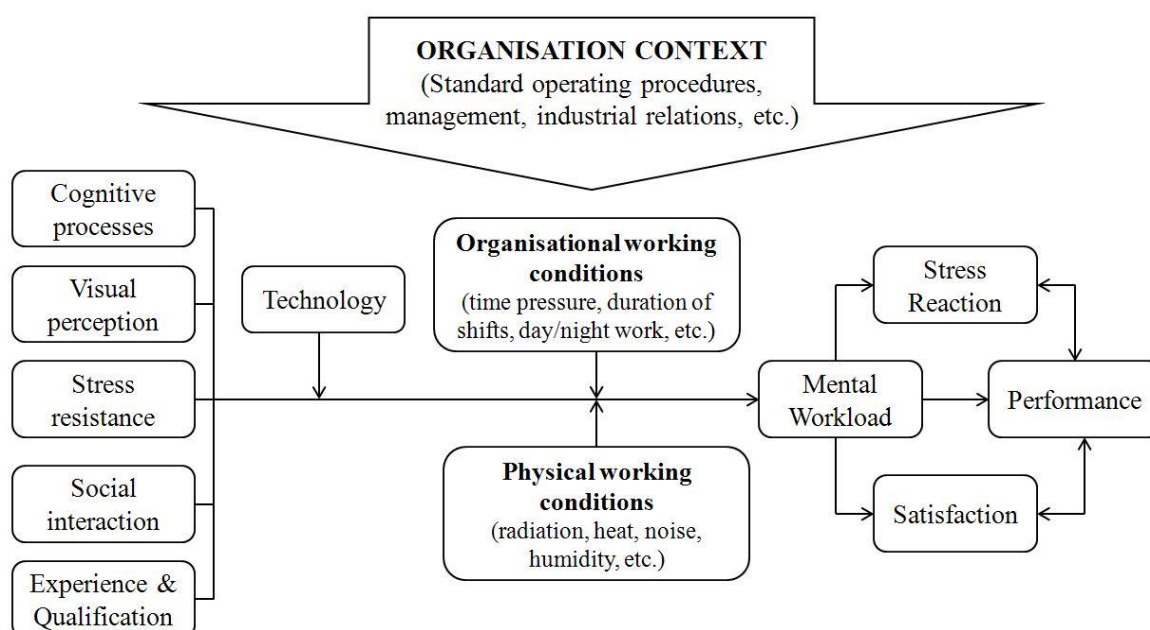 ORGANISATION CONTEXT
(Standard operating procedures,
management, industrial relations, etc.)
Cognitive
processes
Visual
perception
Stress
resistance
Social
interaction
Experience &
Qualification
Technology
Organisational working
conditions
(time pressure, duration of
shifts, day/night work, etc.)
Physical working
conditions
(radiation, heat, noise,
humidity, etc.)
Mental
Workload
Stress
Reaction
Satisfaction
Performance